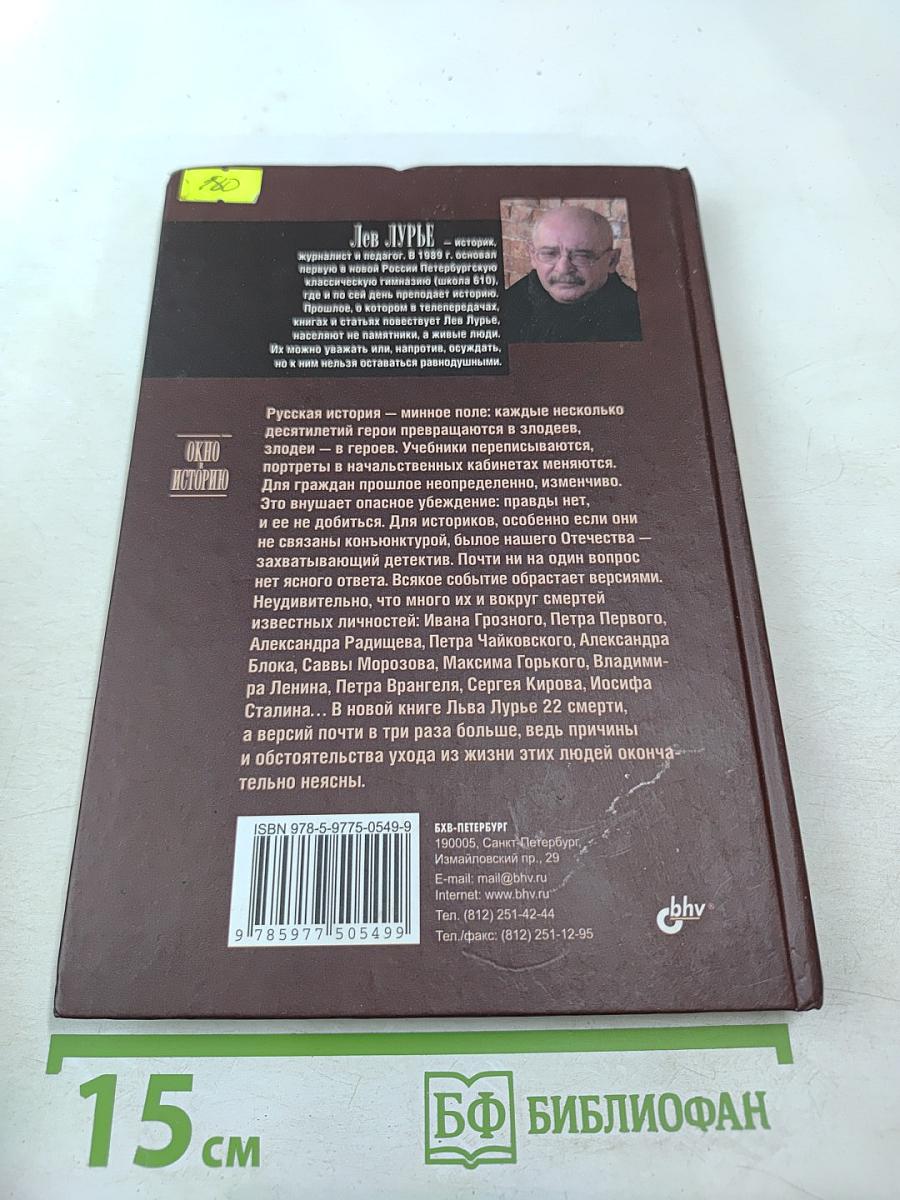 980
Лев ЛУРЬЕ – историк,
журналист и педагог. В 1989 г. основал
первую в новой России Петербургскую
классическую гимназию (школа 610),
где и по сей день преподает историю.
Прошлое, о котором в телепередачах,
книгах и статьях повествует Лев Лурье,
населяют не памятники, а живые люди.
Их можно уважать или, напротив, осуждать,
но к ним нельзя оставаться равнодушными.
ОКНО
в
ИСТОРИЮ
Русская история — минное поле: каждые несколько
десятилетий герои превращаются в злодеев,
злодеи — в героев. Учебники переписываются,
портреты в начальственных кабинетах меняются.
Для граждан прошлое неопределенно, изменчиво.
Это внушает опасное убеждение: правды нет,
и ее не добиться. Для историков, особенно если они
не связаны конъюнктурой, былое нашего Отечества —
захватывающий детектив. Почти ни на один вопрос
нет ясного ответа. Всякое событие обрастает версиями.
Неудивительно, что много их и вокруг смертей
известных личностей: Ивана Грозного, Петра Первого,
Александра Радищева, Петра Чайковского, Александра
Блока, Саввы Морозова, Максима Горького, Владими-
ра Ленина, Петра Врангеля, Сергея Кирова, Иосифа
Сталина... В новой книге Льва Лурье 22 смерти,
а версий почти в три раза больше, ведь причины
и обстоятельства ухода из жизни этих людей оконча-
тельно неясны.
ISBN 978-5-9775-0549-9
9 785977 505499
БХВ-ПЕТЕРБУРГ
190005, Санкт-Петербург,
Измайловский пр., 29
E-mail: mail@bhv.ru
Internet: www.bhv.ru
Тел. (812) 251-42-44
Тел./факс: (812) 251-12-95
bhv®
15 см
БФ БИБЛИОФАН